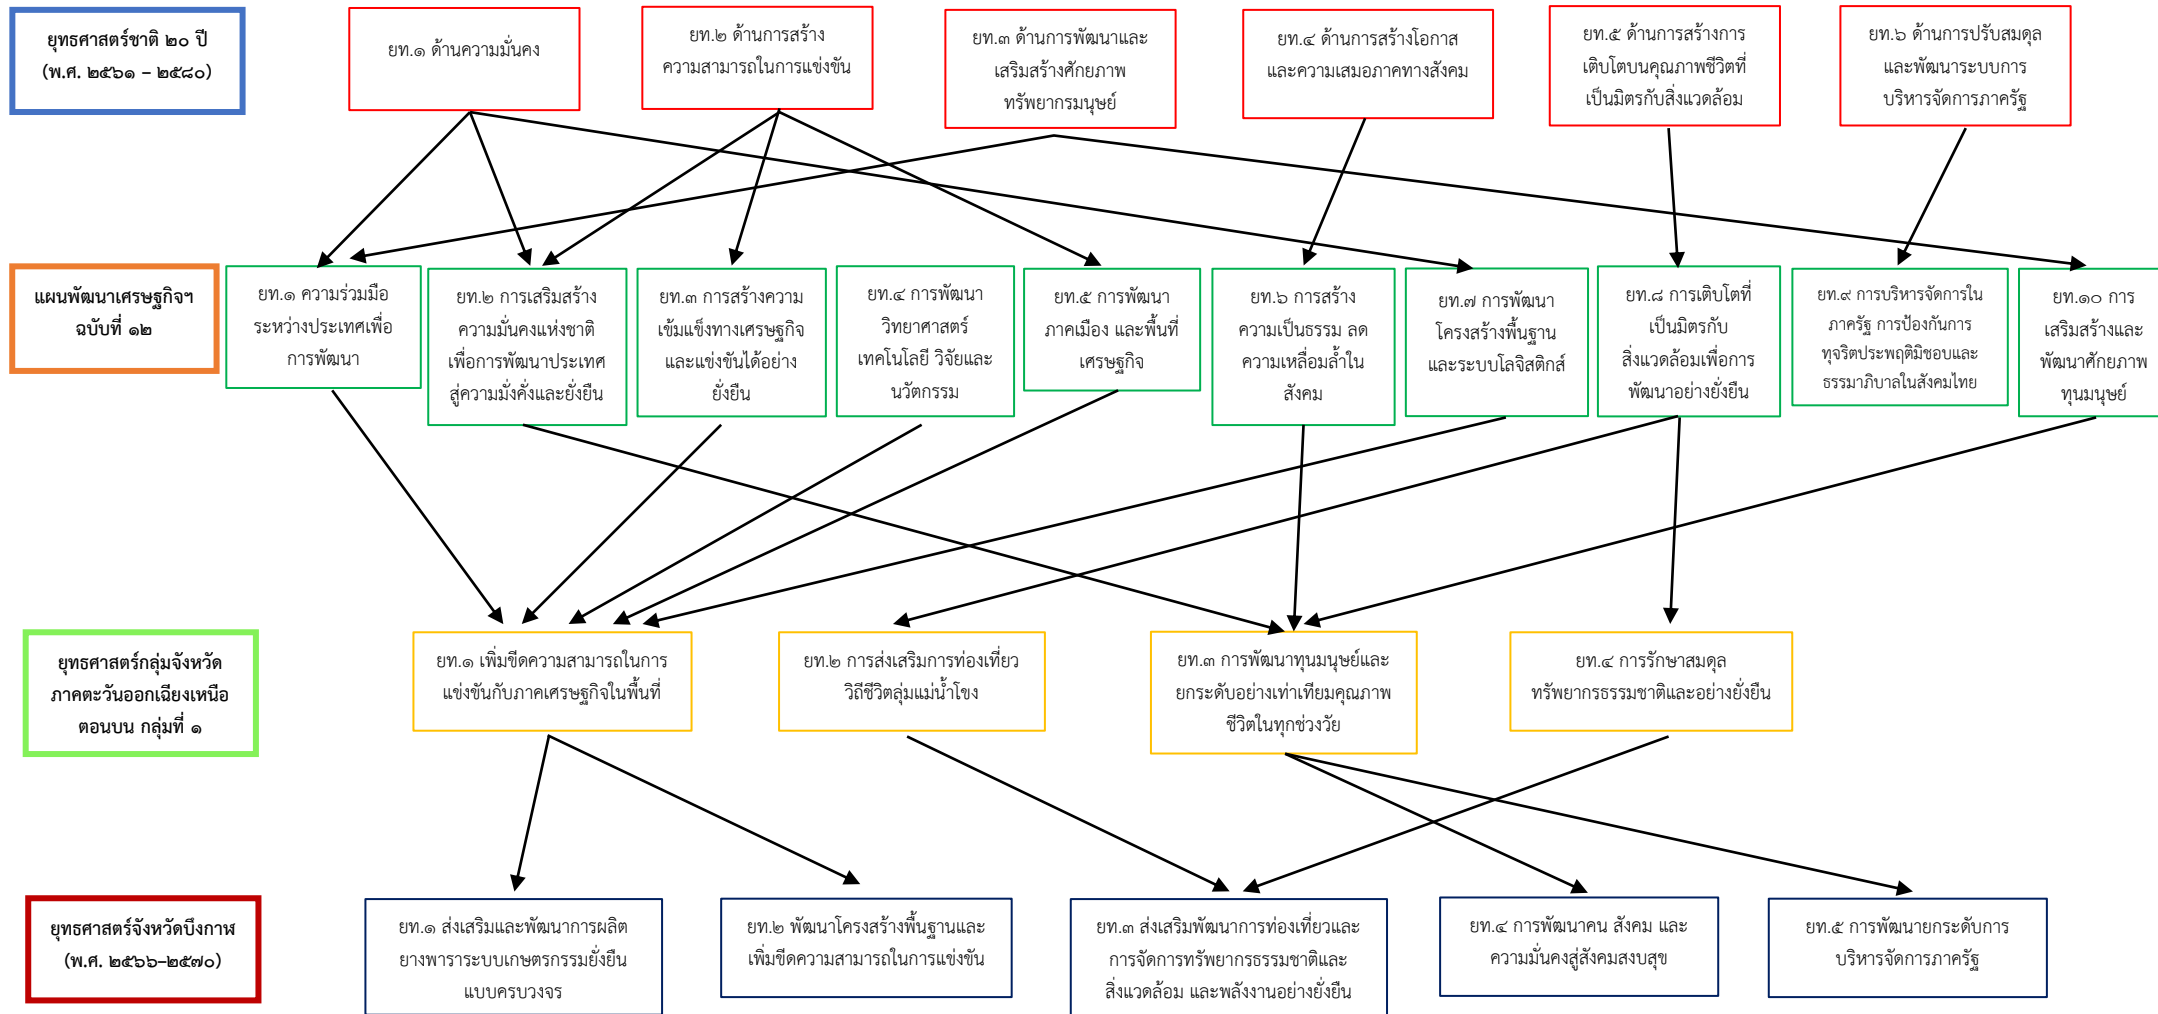 ยุทธศาสตร์ชาติ ๒๐ ปี
(พ.ศ. ๒๕๖๑ – ๒๕๘๐)
ยท.๑ ด้านความมั่นคง
ยท.๒ ด้านการสร้าง
ความสามารถในการแข่งขัน
ยท.๓ ด้านการพัฒนาและ
เสริมสร้างศักยภาพ
ทรัพยากรมนุษย์
ยท.๔ ด้านการสร้างโอกาส
และความเสมอภาคทางสังคม
ยท.๕ ด้านการสร้างการ
เติบโตบนคุณภาพชีวิตที่
เป็นมิตรกับสิ่งแวดล้อม
ยท.๖ ด้านการปรับสมดุล
และพัฒนาระบบการ
บริหารจัดการภาครัฐ
แผนพัฒนาเศรษฐกิจฯ
ฉบับที่ ๑๒
ยท.๑ ความร่วมมือ
ระหว่างประเทศเพื่อ
การพัฒนา
ยท.๒ การเสริมสร้าง
ความมั่นคงแห่งชาติ
เพื่อการพัฒนาประเทศ
สู่ความมั่งคั่งและยั่งยืน
ยท.๓ การสร้างความ
เข้มแข็งทางเศรษฐกิจ
และแข่งขันได้อย่าง
ยั่งยืน
ยท.๔ การพัฒนา
วิทยาศาสตร์
เทคโนโลยี วิจัยและ
นวัตกรรม
ยท.๕ การพัฒนา
ภาคเมือง และพื้นที่
เศรษฐกิจ
ยท.๖ การสร้าง
ความเป็นธรรม ลด
ความเหลื่อมล้ำใน
สังคม
ยท.๗ การพัฒนา
โครงสร้างพื้นฐาน
และระบบโลจิสติกส์
ยท.๘ การเติบโตที่
เป็นมิตรกับ
สิ่งแวดล้อมเพื่อการ
พัฒนาอย่างยั่งยืน
ยท.๙ การบริหารจัดการใน
ภาครัฐ การป้องกันการ
ทุจริตประพฤติมิชอบและ
ธรรมาภิบาลในสังคมไทย
ยท.๑๐ การ
เสริมสร้างและ
พัฒนาศักยภาพ
ทุนมนุษย์
ยุทธศาสตร์กลุ่มจังหวัด
ภาคตะวันออกเฉียงเหนือ
ตอนบน กลุ่มที่ ๑
ยท.๑ เพิ่มขีดความสามารถในการ
แข่งขันกับภาคเศรษฐกิจในพื้นที่
ยท.๒ การส่งเสริมการท่องเที่ยว
วิถีชีวิตลุ่มแม่น้ำโขง
ยท.๓ การพัฒนาทุนมนุษย์และ
ยกระดับอย่างเท่าเทียมคุณภาพ
ชีวิตในทุกช่วงวัย
ยท.๔ การรักษาสมดุล
ทรัพยากรธรรมชาติและอย่างยั่งยืน
ยุทธศาสตร์จังหวัดบึงกาฬ
(พ.ศ. ๒๕๖๖–๒๕๗๐)
ยท.๑ ส่งเสริมและพัฒนาการผลิต
ยางพาราระบบเกษตรกรรมยั่งยืน
แบบครบวงจร
ยท.๒ พัฒนาโครงสร้างพื้นฐานและ
เพิ่มขีดความสามารถในการแข่งขัน
ยท.๓ ส่งเสริมพัฒนาการท่องเที่ยวและ
การจัดการทรัพยากรธรรมชาติและ
สิ่งแวดล้อม และพลังงานอย่างยั่งยืน
ยท.๔ การพัฒนาคน สังคม และ
ความมั่นคงสู่สังคมสงบสุข
ยท.๕ การพัฒนายกระดับการ
บริหารจัดการภาครัฐ